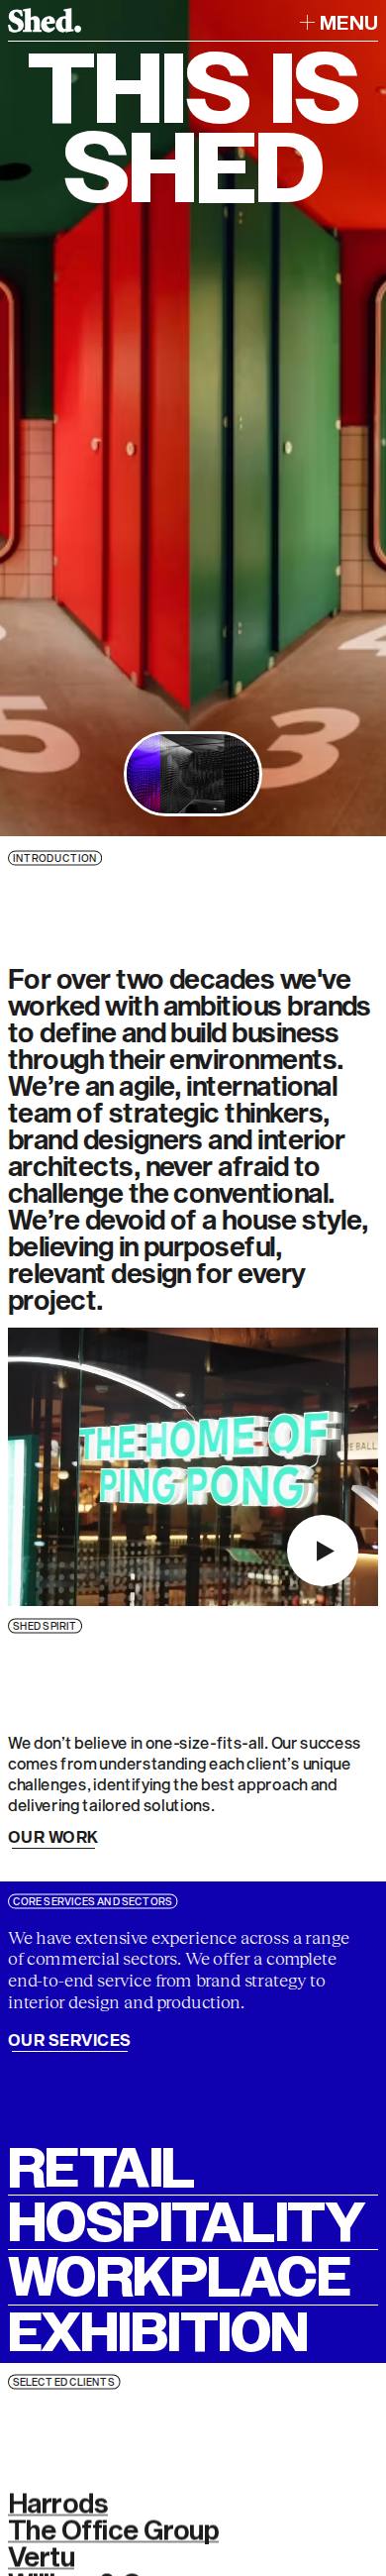 Shed.
MENU
THIS IS
SHED
5
3
INTRODUCTION
For over two decades we've
worked with ambitious brands
to define and build business
through their environments.
We’re an agile, international
team of strategic thinkers,
brand designers and interior
architects, never afraid to
challenge the conventional.
We’re devoid of a house style,
believing in purposeful,
relevant design for every
project.
THE HOME OF
PING PONG
SHED SPIRIT
We don’t believe in one-size-fits-all. Our success
comes from understanding each client’s unique
challenges, identifying the best approach and
delivering tailored solutions.
OUR WORK
CORE SERVICES AND SECTORS
We have extensive experience across a range
of commercial sectors. We offer a complete
end-to-end service from brand strategy to
interior design and production.
OUR SERVICES
RETAIL
HOSPITALITY
WORKPLACE
EXHIBITION
SELECTED CLIENTS
Harrods
The Office Group
Vertu